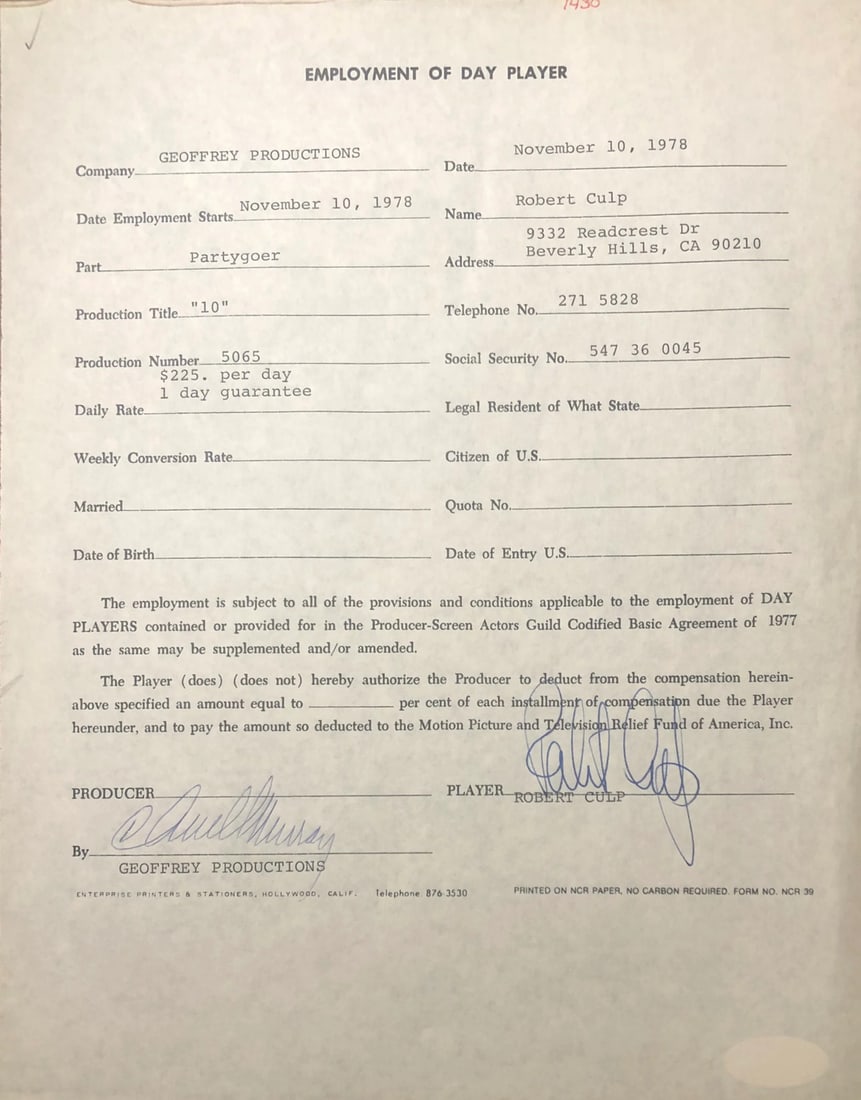 1430
EMPLOYMENT OF DAY PLAYER
Company GEOFFREY PRODUCTIONS
Date November 10, 1978
Date Employment Starts November 10, 1978
Name Robert Culp
Part Partygoer
Address 9332 Readcrest Dr
Beverly Hills, CA 90210
Production Title "10"
Telephone No. 271 5828
Production Number 5065
Social Security No. 547 36 0045
$225. per day
1 day guarantee
Daily Rate
Legal Resident of What State
Weekly Conversion Rate
Citizen of U.S.
Married
Quota No.
Date of Birth
Date of Entry U.S.
The employment is subject to all of the provisions and conditions applicable to the employment of DAY
PLAYERS contained or provided for in the Producer-Screen Actors Guild Codified Basic Agreement of 1977
as the same may be supplemented and/or amended.
The Player (does) (does not) hereby authorize the Producer to deduct from the compensation herein-
above specified an amount equal to ____________ per cent of each installment of compensation due the Player
hereunder, and to pay the amount so deducted to the Motion Picture and Television Relief Fund of America, Inc.
PRODUCER
PLAYER Robert Culp
ROBERT CULP
By
GEOFFREY PRODUCTIONS
ENTERPRISE PRINTERS & STATIONERS, HOLLYWOOD, CALIF. Telephone 876-3530
PRINTED ON NCR PAPER, NO CARBON REQUIRED. FORM NO. NCR 39